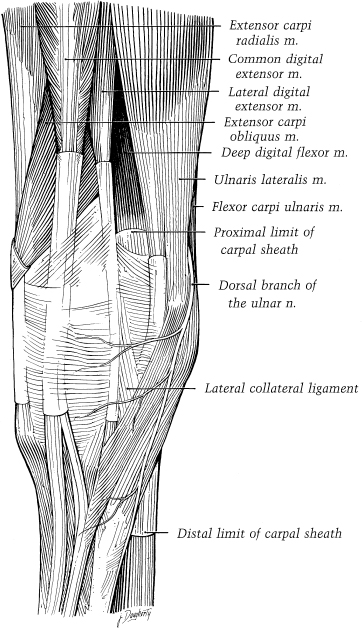 Extensor carpi
radialis m.
Common digital
extensor m.
Lateral digital
extensor m.
Extensor carpi
obliquus m.
Deep digital flexor m.
Ulnaris lateralis m.
Flexor carpi ulnaris m.
Proximal limit of
carpal sheath
Dorsal branch of
the ulnar n.
Lateral collateral ligament
Distal limit of carpal sheath
J. Daugherty